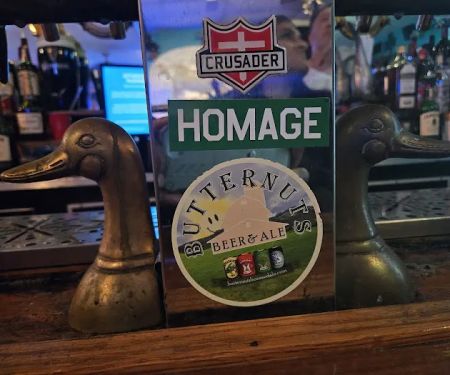 CRUSADER
HOMAGE
BUTTERNUTS
BEER & ALE